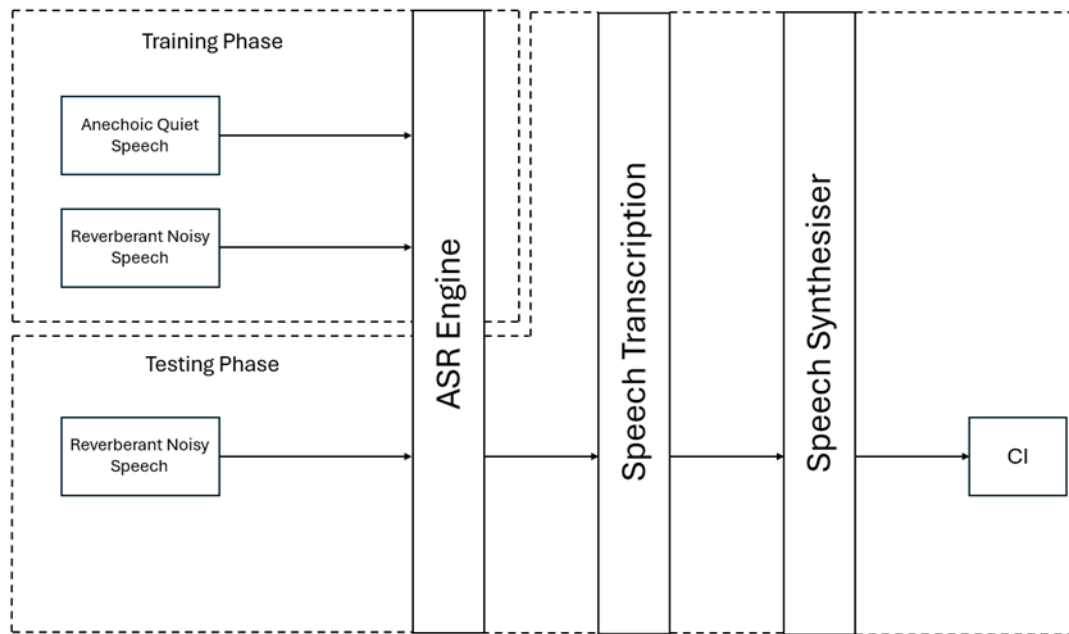 Training Phase
Anechoic Quiet
Speech
Reverberant Noisy
Speech
Testing Phase
Reverberant Noisy
Speech
ASR Engine
Speech Transcription
Speech Synthesiser
CI